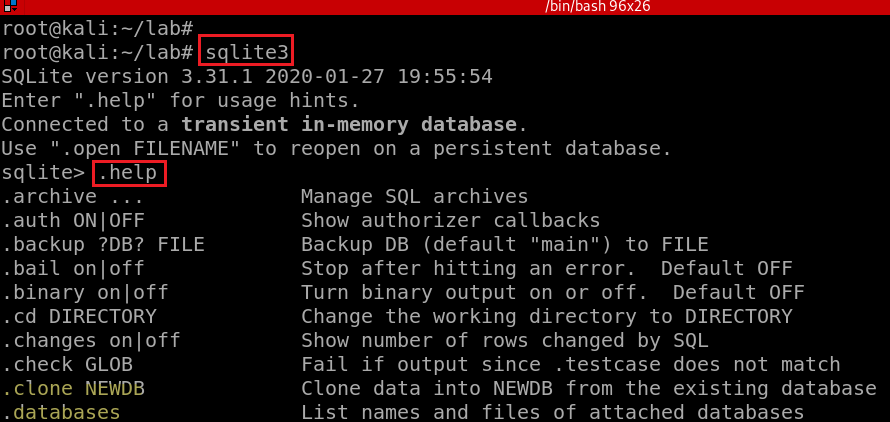 /bin/bash 96x26
root@kali:~/lab#
root@kali:~/lab# sqlite3
SQLite version 3.31.1 2020-01-27 19:55:54
Enter ".help" for usage hints.
Connected to a transient in-memory database.
Use ".open FILENAME" to reopen on a persistent database.
sqlite> .help
.archive ...             Manage SQL archives
.auth ON|OFF             Show authorizer callbacks
.backup ?DB? FILE        Backup DB (default "main") to FILE
.bail on|off             Stop after hitting an error.  Default OFF
.binary on|off           Turn binary output on or off.  Default OFF
.cd DIRECTORY            Change the working directory to DIRECTORY
.changes on|off          Show number of rows changed by SQL
.check GLOB              Fail if output since .testcase does not match
.clone NEWDB             Clone data into NEWDB from the existing database
.databases               List names and files of attached databases